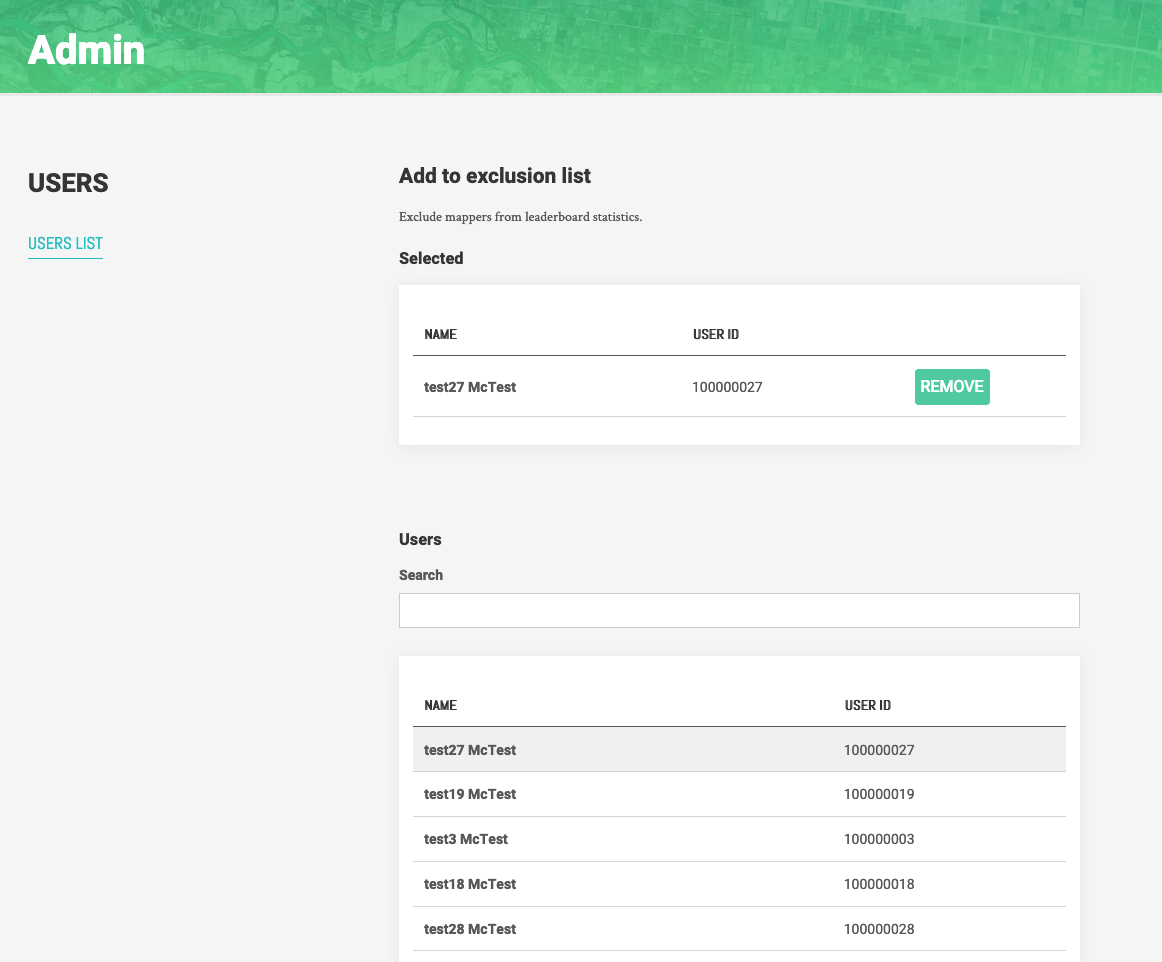 Admin
USERS
USERS LIST
Add to exclusion list
Exclude mappers from leaderboard statistics.
Selected
NAME USER ID
test27 McTest 100000027 REMOVE
Users
Search
NAME USER ID
test27 McTest 100000027
test19 McTest 100000019
test3 McTest 100000003
test18 McTest 100000018
test28 McTest 100000028